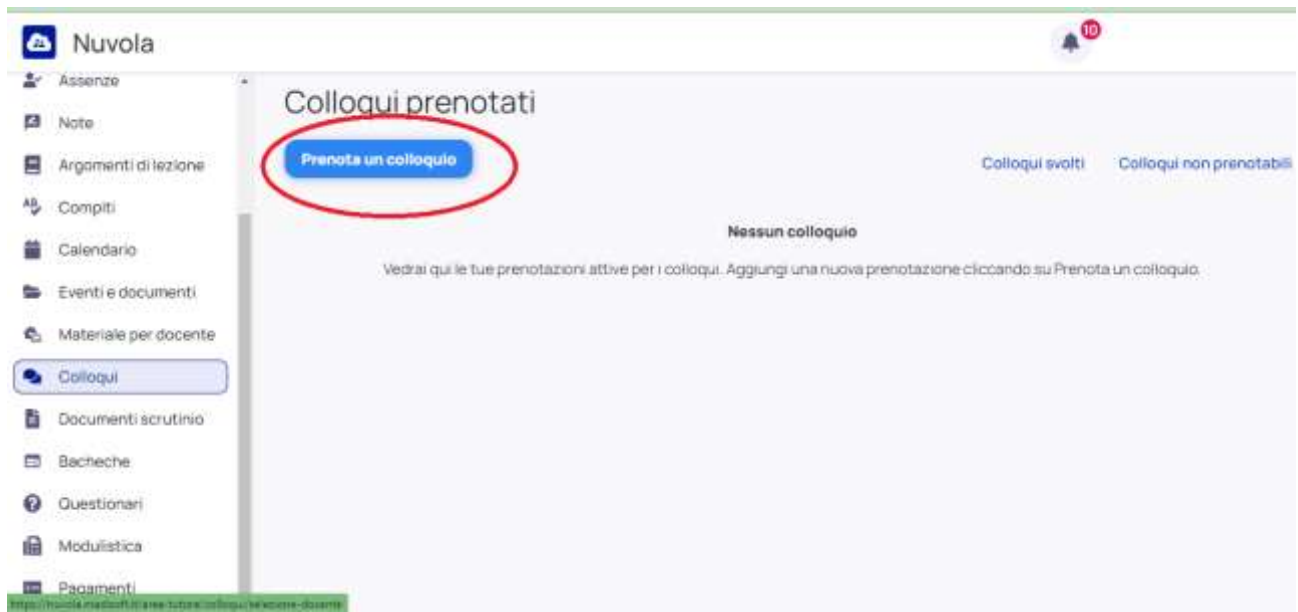 Nuvola
10
Assenze
Note
Argomenti di lezione
Compiti
Calendario
Eventi e documenti
Materiale per docente
Colloqui
Documenti scrutinio
Bacheche
Questionari
Modulistica
Pagamenti
Colloqui prenotati
Prenota un colloquio
Colloqui svolti
Colloqui non prenotabili
Nessun colloquio
Vedrai qui le tue prenotazioni attive per i colloqui. Aggiungi una nuova prenotazione cliccando su Prenota un colloquio.